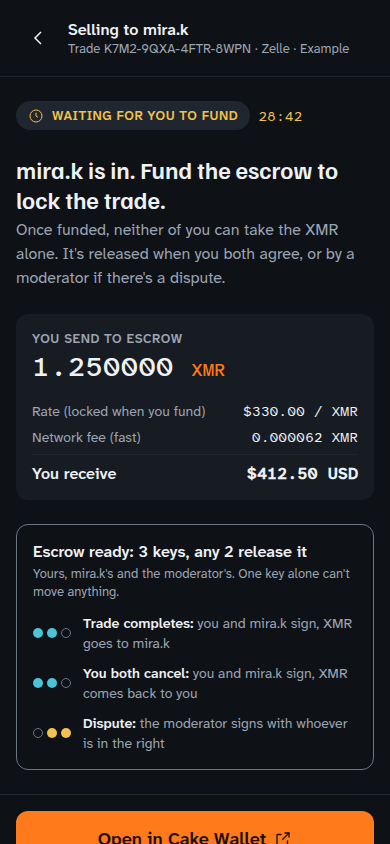 Selling to mira.k
Trade K7M2-9QXA-4FTR-8WPN · Zelle · Example
WAITING FOR YOU TO FUND 28:42
mira.k is in. Fund the escrow to
lock the trade.
Once funded, neither of you can take the XMR
alone. It's released when you both agree, or by a
moderator if there's a dispute.
YOU SEND TO ESCROW
1.250000 XMR
Rate (locked when you fund) $330.00 / XMR
Network fee (fast) 0.000062 XMR
You receive $412.50 USD
Escrow ready: 3 keys, any 2 release it
Yours, mira.k's and the moderator's. One key alone can't
move anything.
Trade completes: you and mira.k sign, XMR
goes to mira.k
You both cancel: you and mira.k sign, XMR
comes back to you
Dispute: the moderator signs with whoever
is in the right
Open in Cake Wallet